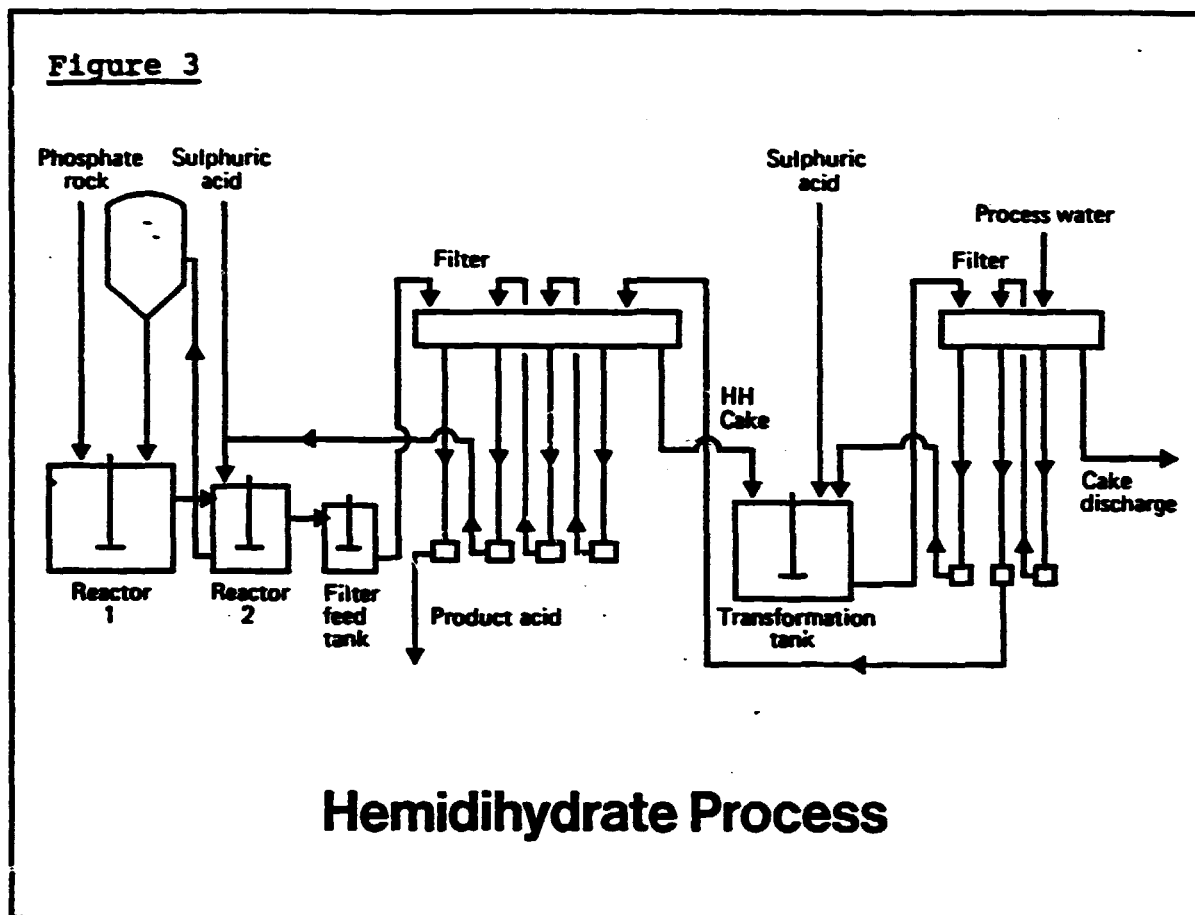 Figure 3
Phosphate
rock
Sulphuric
acid
Sulphuric
acid
Process water
Filter
Filter
HH
Cake
Cake
discharge
Reactor
1
Reactor
2
Filter
feed
tank
Product acid
Transformation
tank
Hemidihydrate Process